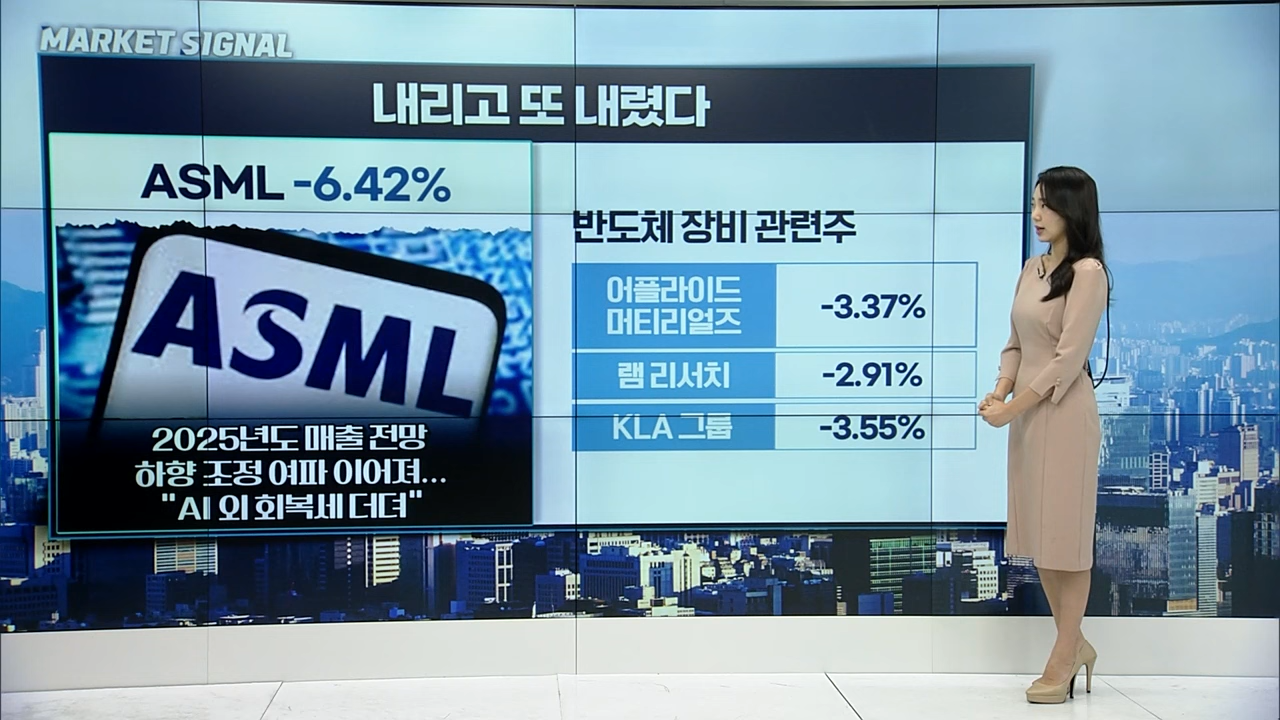 MARKET SIGNAL
내리고 또 내렸다
ASML -6.42%
ASML
2025년도 매출 전망
하향 조정 여파 이어져...
"AI 외 회복세 더뎌"
반도체 장비 관련주
어플라이드
머티리얼즈
-3.37%
램 리서치 -2.91%
KLA 그룹 -3.55%